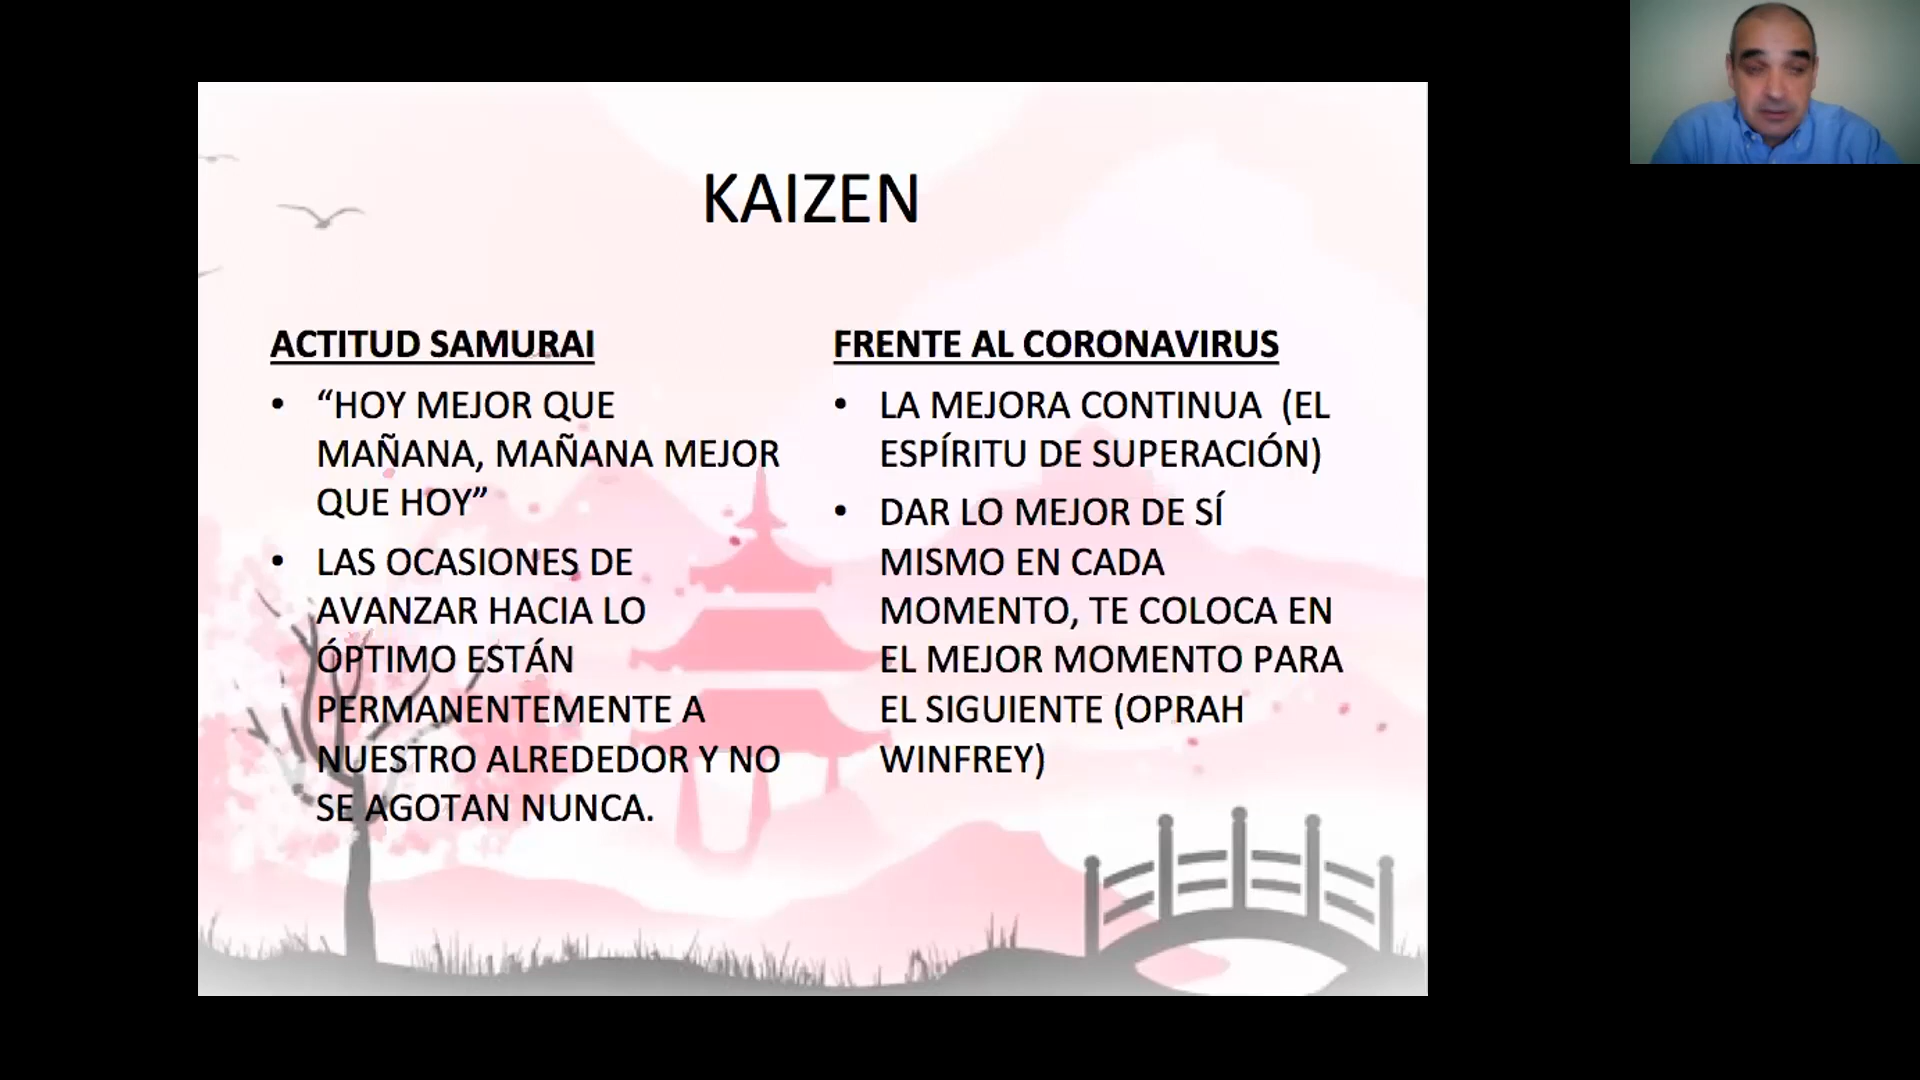 KAIZEN
ACTITUD SAMURAI
• “HOY MEJOR QUE
MAÑANA, MAÑANA MEJOR
QUE HOY”
• LAS OCASIONES DE
AVANZAR HACIA LO
ÓPTIMO ESTÁN
PERMANENTEMENTE A
NUESTRO ALREDEDOR Y NO
SE AGOTAN NUNCA.
FRENTE AL CORONAVIRUS
• LA MEJORA CONTINUA (EL
ESPÍRITU DE SUPERACIÓN)
• DAR LO MEJOR DE SÍ
MISMO EN CADA
MOMENTO, TE COLOCA EN
EL MEJOR MOMENTO PARA
EL SIGUIENTE (OPRAH
WINFREY)